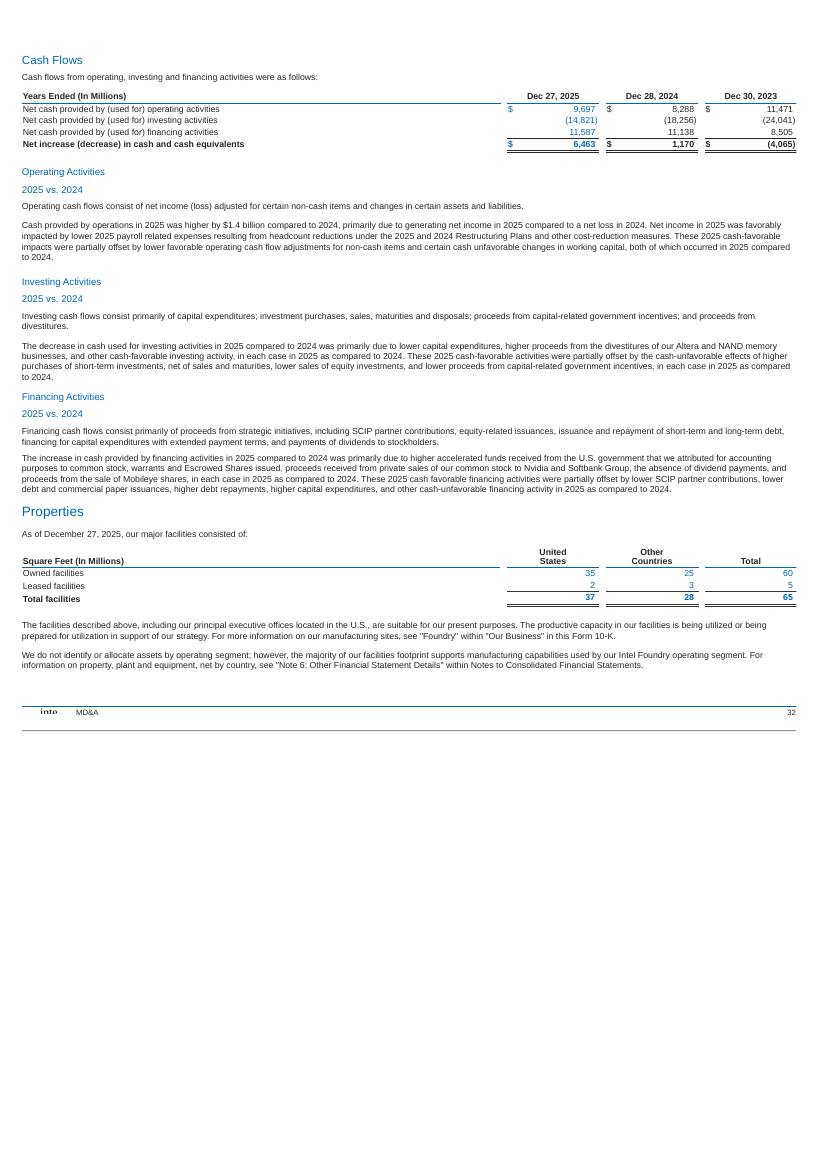 Cash Flows
Cash flows from operating, investing and financing activities were as follows:
Years Ended (In Millions) Dec 27, 2025 Dec 28, 2024 Dec 30, 2023
Net cash provided by (used for) operating activities $ 9,697 $ 8,288 $ 11,471
Net cash provided by (used for) investing activities (14,821) (18,256) (24,041)
Net cash provided by (used for) financing activities 11,587 11,138 8,505
Net increase (decrease) in cash and cash equivalents $ 6,463 $ 1,170 $ (4,065)
Operating Activities
2025 vs. 2024
Operating cash flows consist of net income (loss) adjusted for certain non-cash items and changes in certain assets and liabilities.
Cash provided by operations in 2025 was higher by $1.4 billion compared to 2024, primarily due to generating net income in 2025 compared to a net loss in 2024. Net income in 2025 was favorably
impacted by lower 2025 payroll related expenses resulting from headcount reductions under the 2025 and 2024 Restructuring Plans and other cost-reduction measures. These 2025 cash-favorable
impacts were partially offset by lower favorable operating cash flow adjustments for non-cash items and certain cash unfavorable changes in working capital, both of which occurred in 2025 compared
to 2024.
Investing Activities
2025 vs. 2024
Investing cash flows consist primarily of capital expenditures; investment purchases, sales, maturities and disposals; proceeds from capital-related government incentives; and proceeds from
divestitures.
The decrease in cash used for investing activities in 2025 compared to 2024 was primarily due to lower capital expenditures, higher proceeds from the divestitures of our Altera and NAND memory
businesses, and other cash-favorable investing activity, in each case in 2025 as compared to 2024. These 2025 cash-favorable activities were partially offset by the cash-unfavorable effects of higher
purchases of short-term investments, net of sales and maturities, lower sales of equity investments, and lower proceeds from capital-related government incentives, in each case in 2025 as compared
to 2024.
Financing Activities
2025 vs. 2024
Financing cash flows consist primarily of proceeds from strategic initiatives, including SCIP partner contributions, equity-related issuances, issuance and repayment of short-term and long-term debt,
financing for capital expenditures with extended payment terms, and payments of dividends to stockholders.
The increase in cash provided by financing activities in 2025 compared to 2024 was primarily due to higher accelerated funds received from the U.S. government that we attributed for accounting
purposes to common stock, warrants and Escrowed Shares issued, proceeds received from private sales of our common stock to Nvidia and Softbank Group, the absence of dividend payments, and
proceeds from the sale of Mobileye shares, in each case in 2025 as compared to 2024. These 2025 cash favorable financing activities were partially offset by lower SCIP partner contributions, lower
debt and commercial paper issuances, higher debt repayments, higher capital expenditures, and other cash-unfavorable financing activity in 2025 as compared to 2024.
Properties
As of December 27, 2025, our major facilities consisted of:
Square Feet (In Millions) United States Other Countries Total
Owned facilities 35 25 60
Leased facilities 2 3 5
Total facilities 37 28 65
The facilities described above, including our principal executive offices located in the U.S., are suitable for our present purposes. The productive capacity in our facilities is being utilized or being
prepared for utilization in support of our strategy. For more information on our manufacturing sites, see "Foundry" within "Our Business" in this Form 10-K.
We do not identify or allocate assets by operating segment; however, the majority of our facilities footprint supports manufacturing capabilities used by our Intel Foundry operating segment. For
information on property, plant and equipment, net by country, see "Note 6: Other Financial Statement Details" within Notes to Consolidated Financial Statements.
MD&A 32